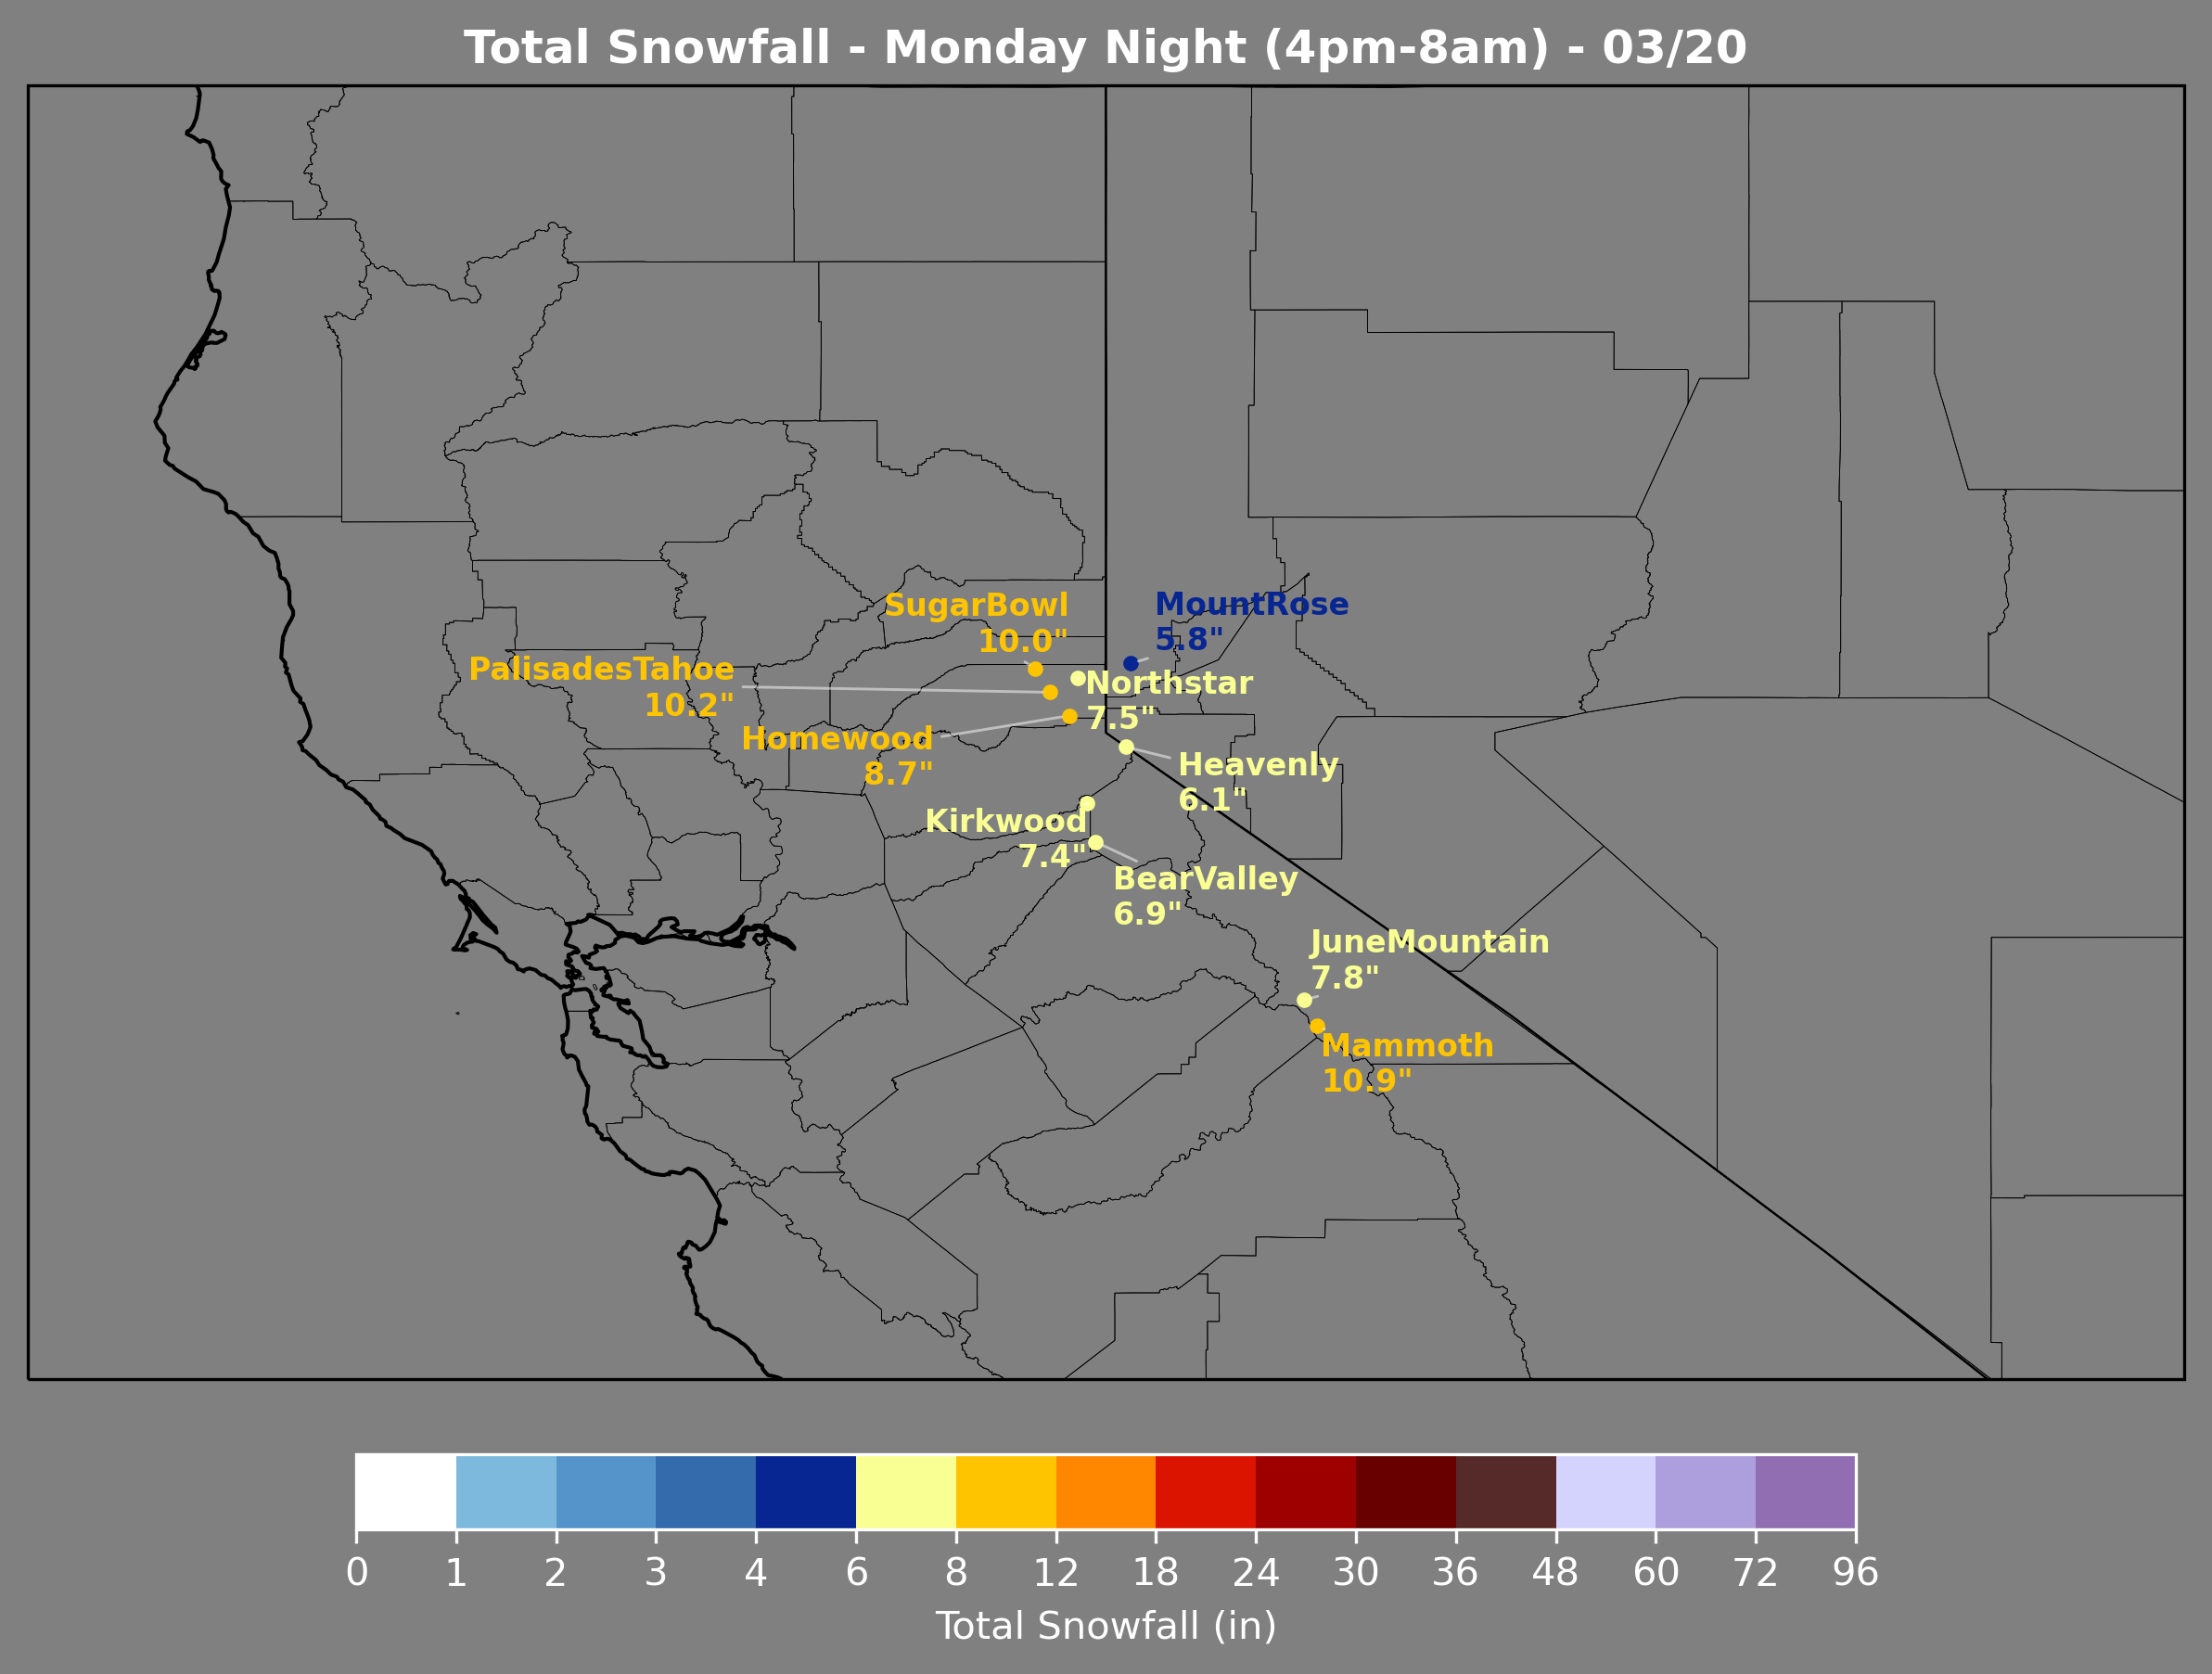 Total Snowfall - Monday Night (4pm-8am) - 03/20
SugarBowl
10.0"
MountRose
5.8"
PalisadesTahoe
10.2"
Northstar
7.5"
Homewood
8.7"
Heavenly
6.1"
Kirkwood
7.4"
BearValley
6.9"
JuneMountain
7.8"
Mammoth
10.9"
0 1 2 3 4 6 8 12 18 24 30 36 48 60 72 96
Total Snowfall (in)